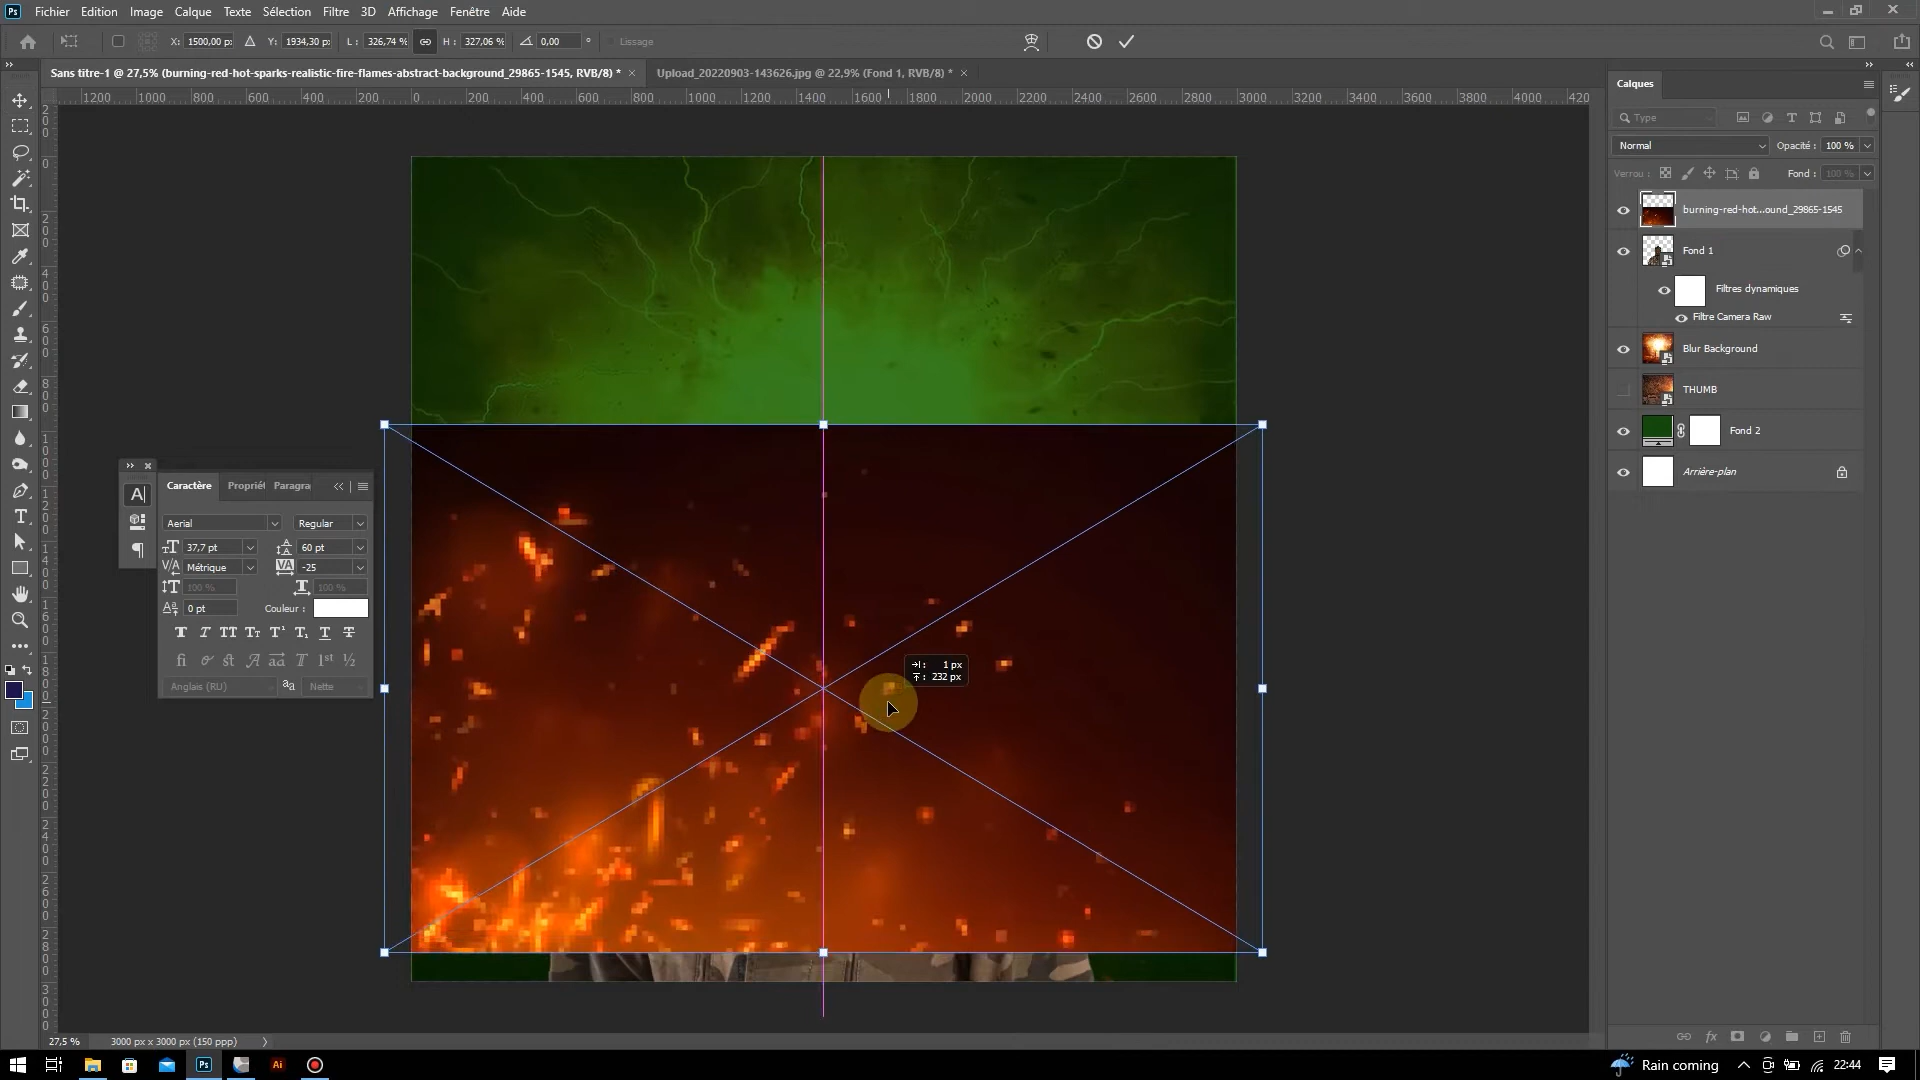 Ps Fichier Edition Image Calque Texte Sélection Filtre 3D Affichage Fenêtre Aide
X: 1500,00 p: Y: 1934,30 p: L : 326,74 % H : 327,06 % 0,00 ° Lissage
Sans titre-1 @ 27,5% (burning-red-hot-sparks-realistic-fire-flames-abstract-background_29865-1545, RVB/8) * × Upload_20220903-143626.jpg @ 22,9% (Fond 1, RVB/8) * ×
1200 1000 800 600 400 200 0 200 400 600 800 1000 1200 1400 1600 1800 2000 2200 2400 2600 2800 3000 3200 3400 3600 3800 4000 420
Calques
Type
Normal Opacité : 100 %
Verrou : Fond : 100 %
burning-red-hot...ound_29865-1545
Fond 1
Filtres dynamiques
Filtre Camera Raw
Blur Background
THUMB
Fond 2
Arrière-plan
Caractère Propriét Paragra
Aerial Regular
37,7 pt 60 pt
Métrique -25
100 % 100 %
0 pt Couleur :
Anglais (RU) aa Nette
1 px
232 px
27,5 % 3000 px x 3000 px (150 ppp)
Ps Ai Rain coming 22:44